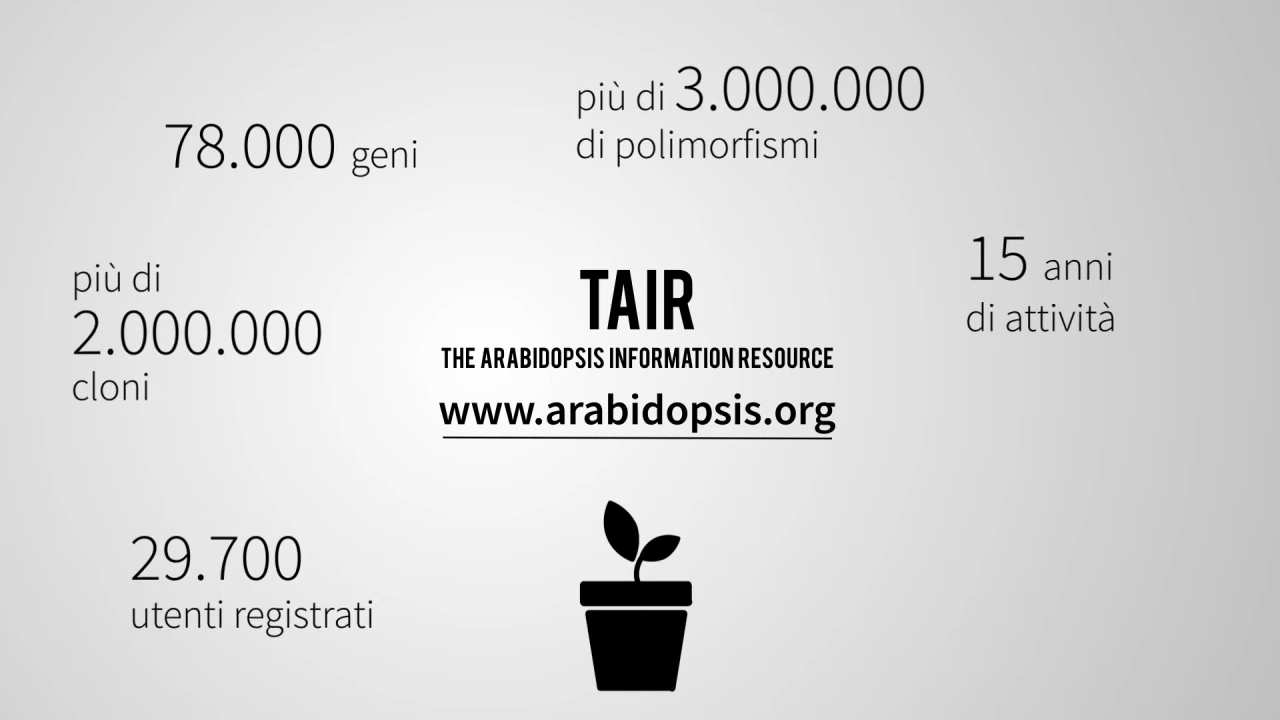 più di 3.000.000
di polimorfismi
78.000 geni
15 anni
di attività
più di
2.000.000
cloni
TAIR
THE ARABIDOPSIS INFORMATION RESOURCE
www.arabidopsis.org
29.700
utenti registrati